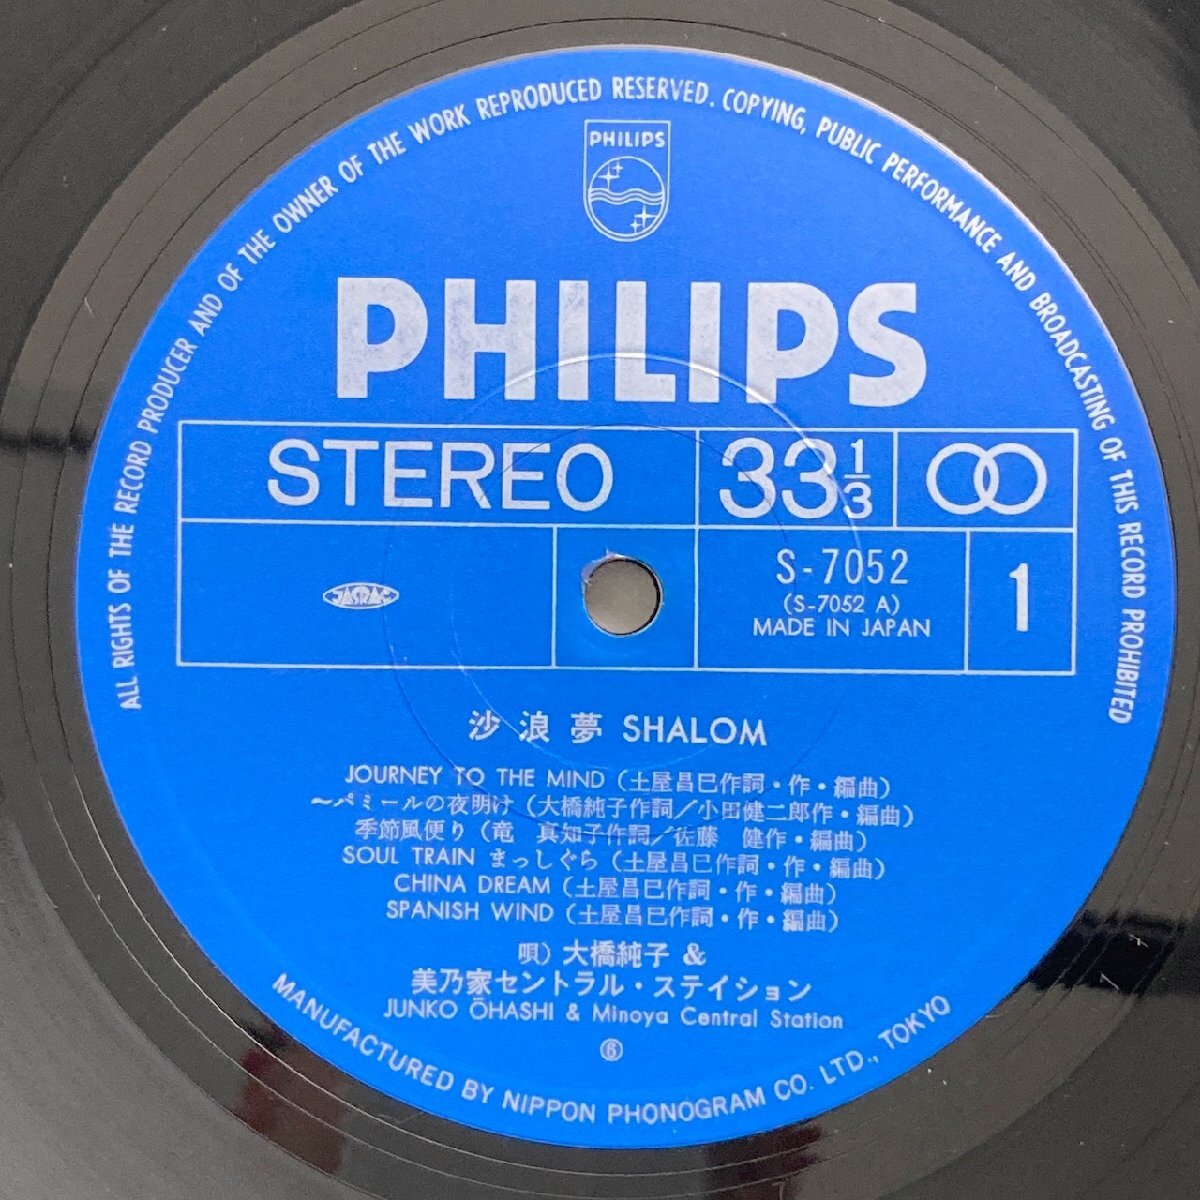 ALL RIGHTS OF THE RECORD PRODUCER AND OF THE OWNER OF THE WORK REPRODUCED RESERVED. COPYING, PUBLIC PERFORMANCE AND BROADCASTING OF THIS RECORD PROHIBITED
PHILIPS
PHILIPS
STEREO
33 1/3
JASRAC
S-7052
(S-7052 A)
MADE IN JAPAN
1
沙浪夢 SHALOM
JOURNEY TO THE MIND (土屋昌巳作詞・作・編曲)
〜パミールの夜明け (大橋純子作詞/小田健二郎作・編曲)
季節風便り (竜 真知子作詞/佐藤 健作・編曲)
SOUL TRAIN まっしぐら (土屋昌巳作詞・作・編曲)
CHINA DREAM (土屋昌巳作詞・作・編曲)
SPANISH WIND (土屋昌巳作詞・作・編曲)
唄) 大橋純子 &
美乃家セントラル・ステイション
JUNKO ŌHASHI & Minoya Central Station
⑥
MANUFACTURED BY NIPPON PHONOGRAM CO. LTD., TOKYO